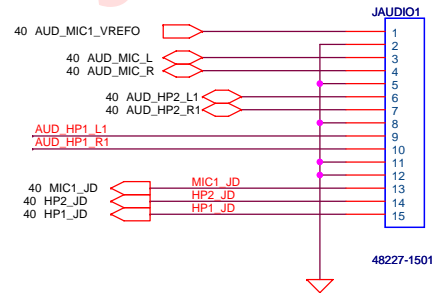 JAUDIO1
40 AUD_MIC1_VREFO 1
2
40 AUD_MIC_L 3
40 AUD_MIC_R 4
5
40 AUD_HP2_L1 6
40 AUD_HP2_R1 7
8
AUD_HP1_L1 9
AUD_HP1_R1 10
11
12
40 MIC1_JD MIC1_JD 13
40 HP2_JD HP2_JD 14
40 HP1_JD HP1_JD 15
48227-1501